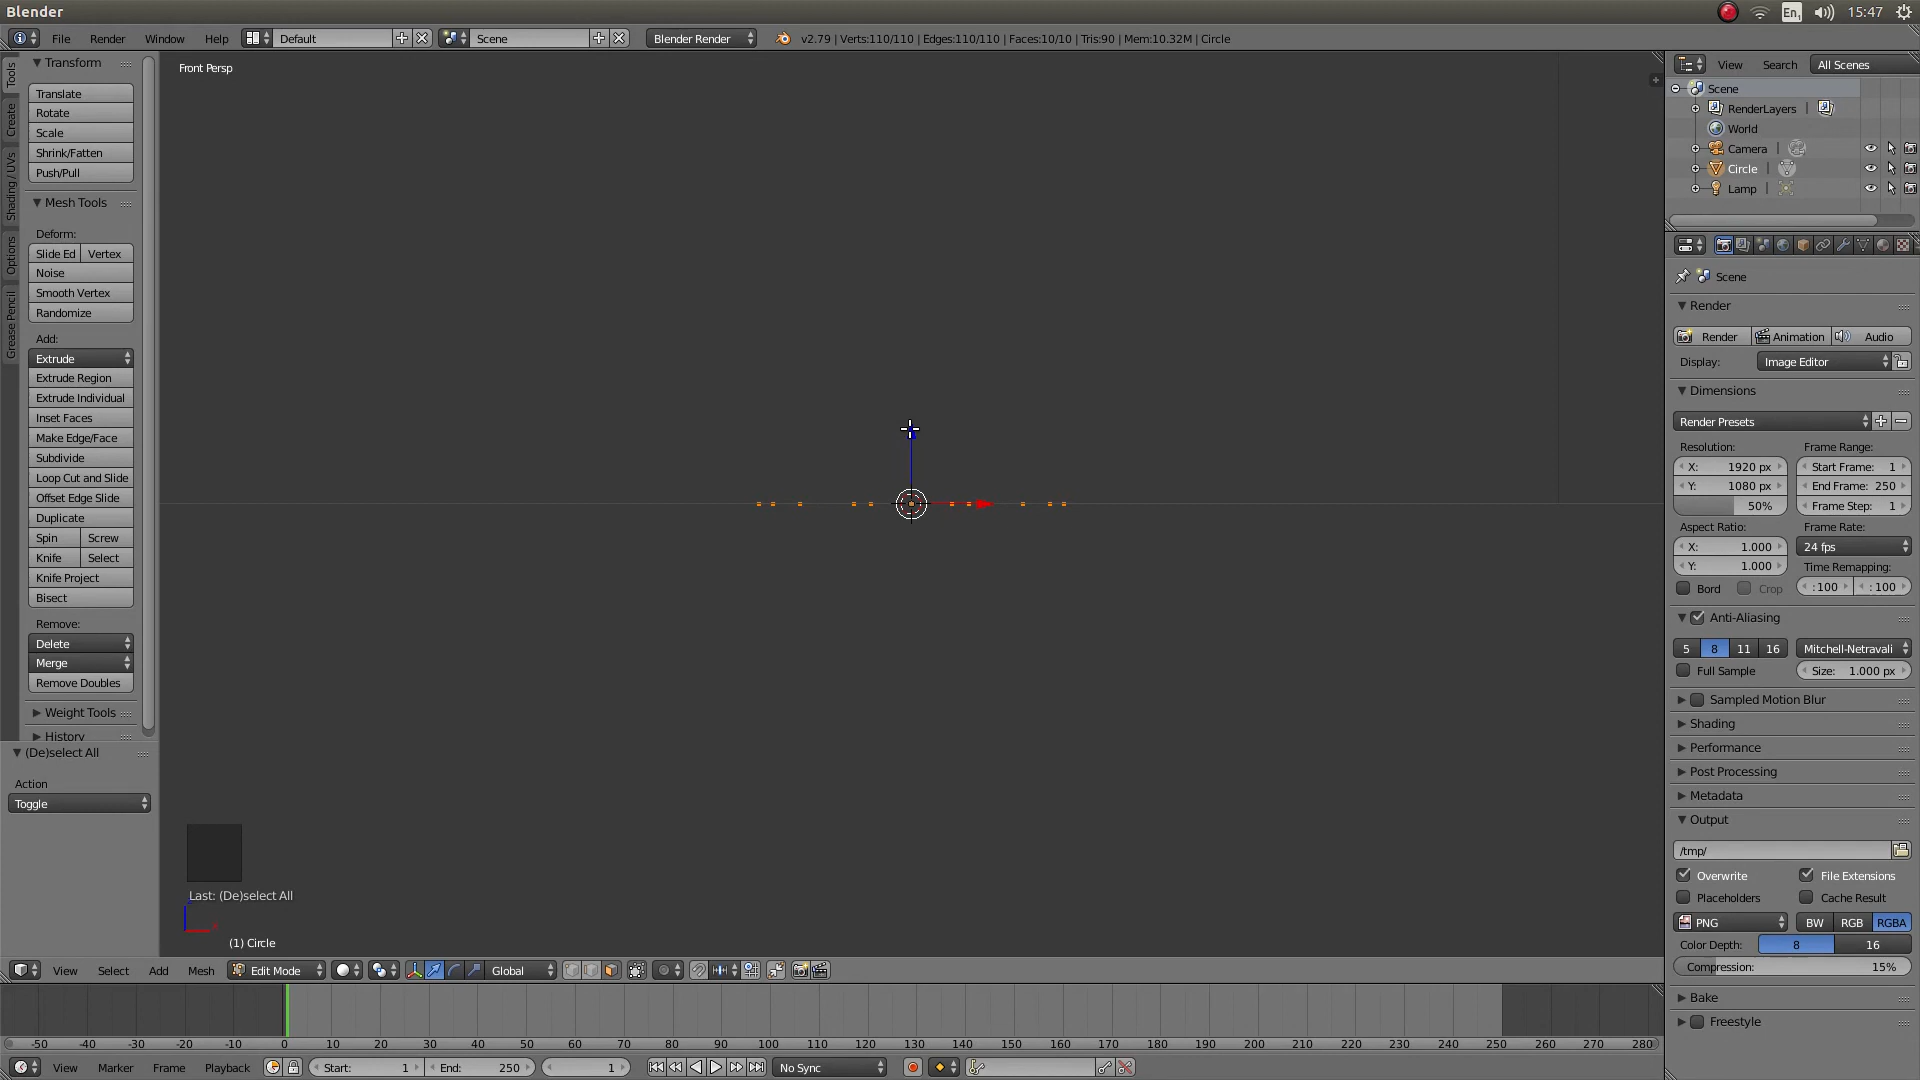 Blender
En1
15:47
File Render Window Help Default Scene Blender Render v2.79 | Verts:110/110 | Edges:110/110 | Faces:10/10 | Tris:90 | Mem:10.32M | Circle
Tools
Create
Shading / UVs
Options
Grease Pencil
Transform
Translate
Rotate
Scale
Shrink/Fatten
Push/Pull
Mesh Tools
Deform:
Slide Ed Vertex
Noise
Smooth Vertex
Randomize
Add:
Extrude
Extrude Region
Extrude Individual
Inset Faces
Make Edge/Face
Subdivide
Loop Cut and Slide
Offset Edge Slide
Duplicate
Spin Screw
Knife Select
Knife Project
Bisect
Remove:
Delete
Merge
Remove Doubles
Weight Tools
History
(De)select All
Action
Toggle
Front Persp
Last: (De)select All
(1) Circle
View Select Add Mesh Edit Mode Global
-50 -40 -30 -20 -10 0 10 20 30 40 50 60 70 80 90 100 110 120 130 140 150 160 170 180 190 200 210 220 230 240 250 260 270 280
View Marker Frame Playback Start: 1 End: 250 1 No Sync
View Search All Scenes
Scene
RenderLayers |
World
Camera |
Circle |
Lamp |
Scene
Render
Render Animation Audio
Display: Image Editor
Dimensions
Render Presets
Resolution: Frame Range:
X: 1920 px Start Frame: 1
Y: 1080 px End Frame: 250
50% Frame Step: 1
Aspect Ratio: Frame Rate:
X: 1.000 24 fps
Y: 1.000 Time Remapping:
Bord Crop :100 :100
Anti-Aliasing
5 8 11 16 Mitchell-Netravali
Full Sample Size: 1.000 px
Sampled Motion Blur
Shading
Performance
Post Processing
Metadata
Output
/tmp/
Overwrite File Extensions
Placeholders Cache Result
PNG BW RGB RGBA
Color Depth: 8 16
Compression: 15%
Bake
Freestyle